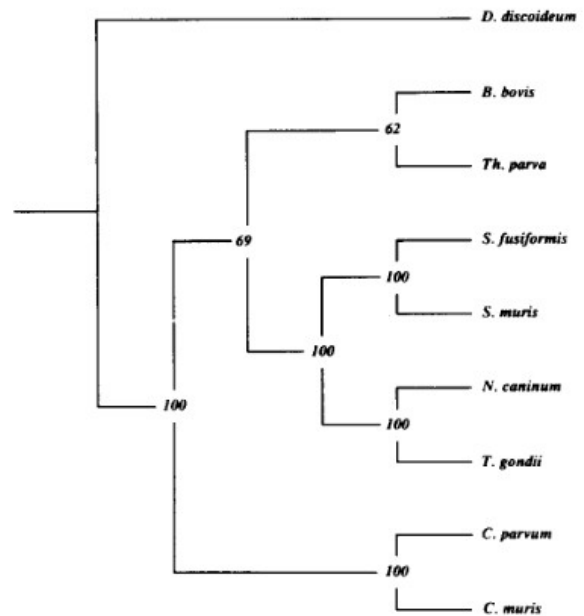 D. discoideum
B. bovis
62
Th. parva
S. fusiformis
69
100
S. muris
100
N. caninum
100
100
T. gondii
C. parvum
100
C. muris